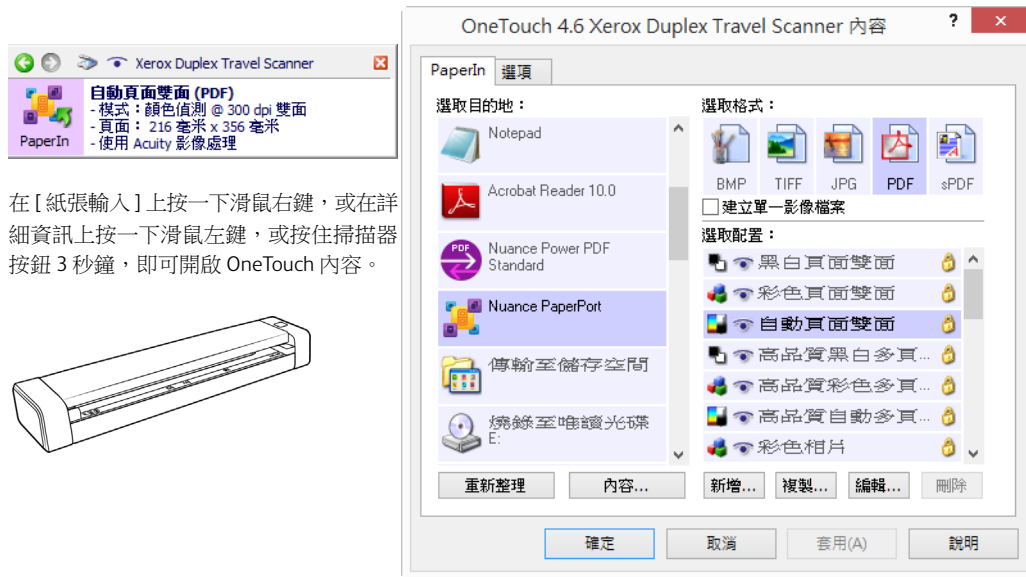 Xerox Duplex Travel Scanner
自動頁面雙面 (PDF)
- 模式：顏色偵測 @ 300 dpi 雙面
- 頁面： 216 毫米 x 356 毫米
- 使用 Acuity 影像處理
PaperIn
在 [ 紙張輸入 ] 上按一下滑鼠右鍵，或在詳
細資訊上按一下滑鼠左鍵，或按住掃描器
按鈕 3 秒鐘，即可開啟 OneTouch 內容。
OneTouch 4.6 Xerox Duplex Travel Scanner 內容
PaperIn 選項
選取目的地：
Notepad
Acrobat Reader 10.0
Nuance Power PDF
Standard
Nuance PaperPort
傳輸至儲存空間
燒錄至唯讀光碟
E:
重新整理 內容...
選取格式：
BMP TIFF JPG PDF sPDF
建立單一影像檔案
選取配置：
黑白頁面雙面
彩色頁面雙面
自動頁面雙面
高品質黑白多頁...
高品質彩色多頁...
高品質自動多頁...
彩色相片
新增... 複製... 編輯... 刪除
確定 取消 套用(A) 說明